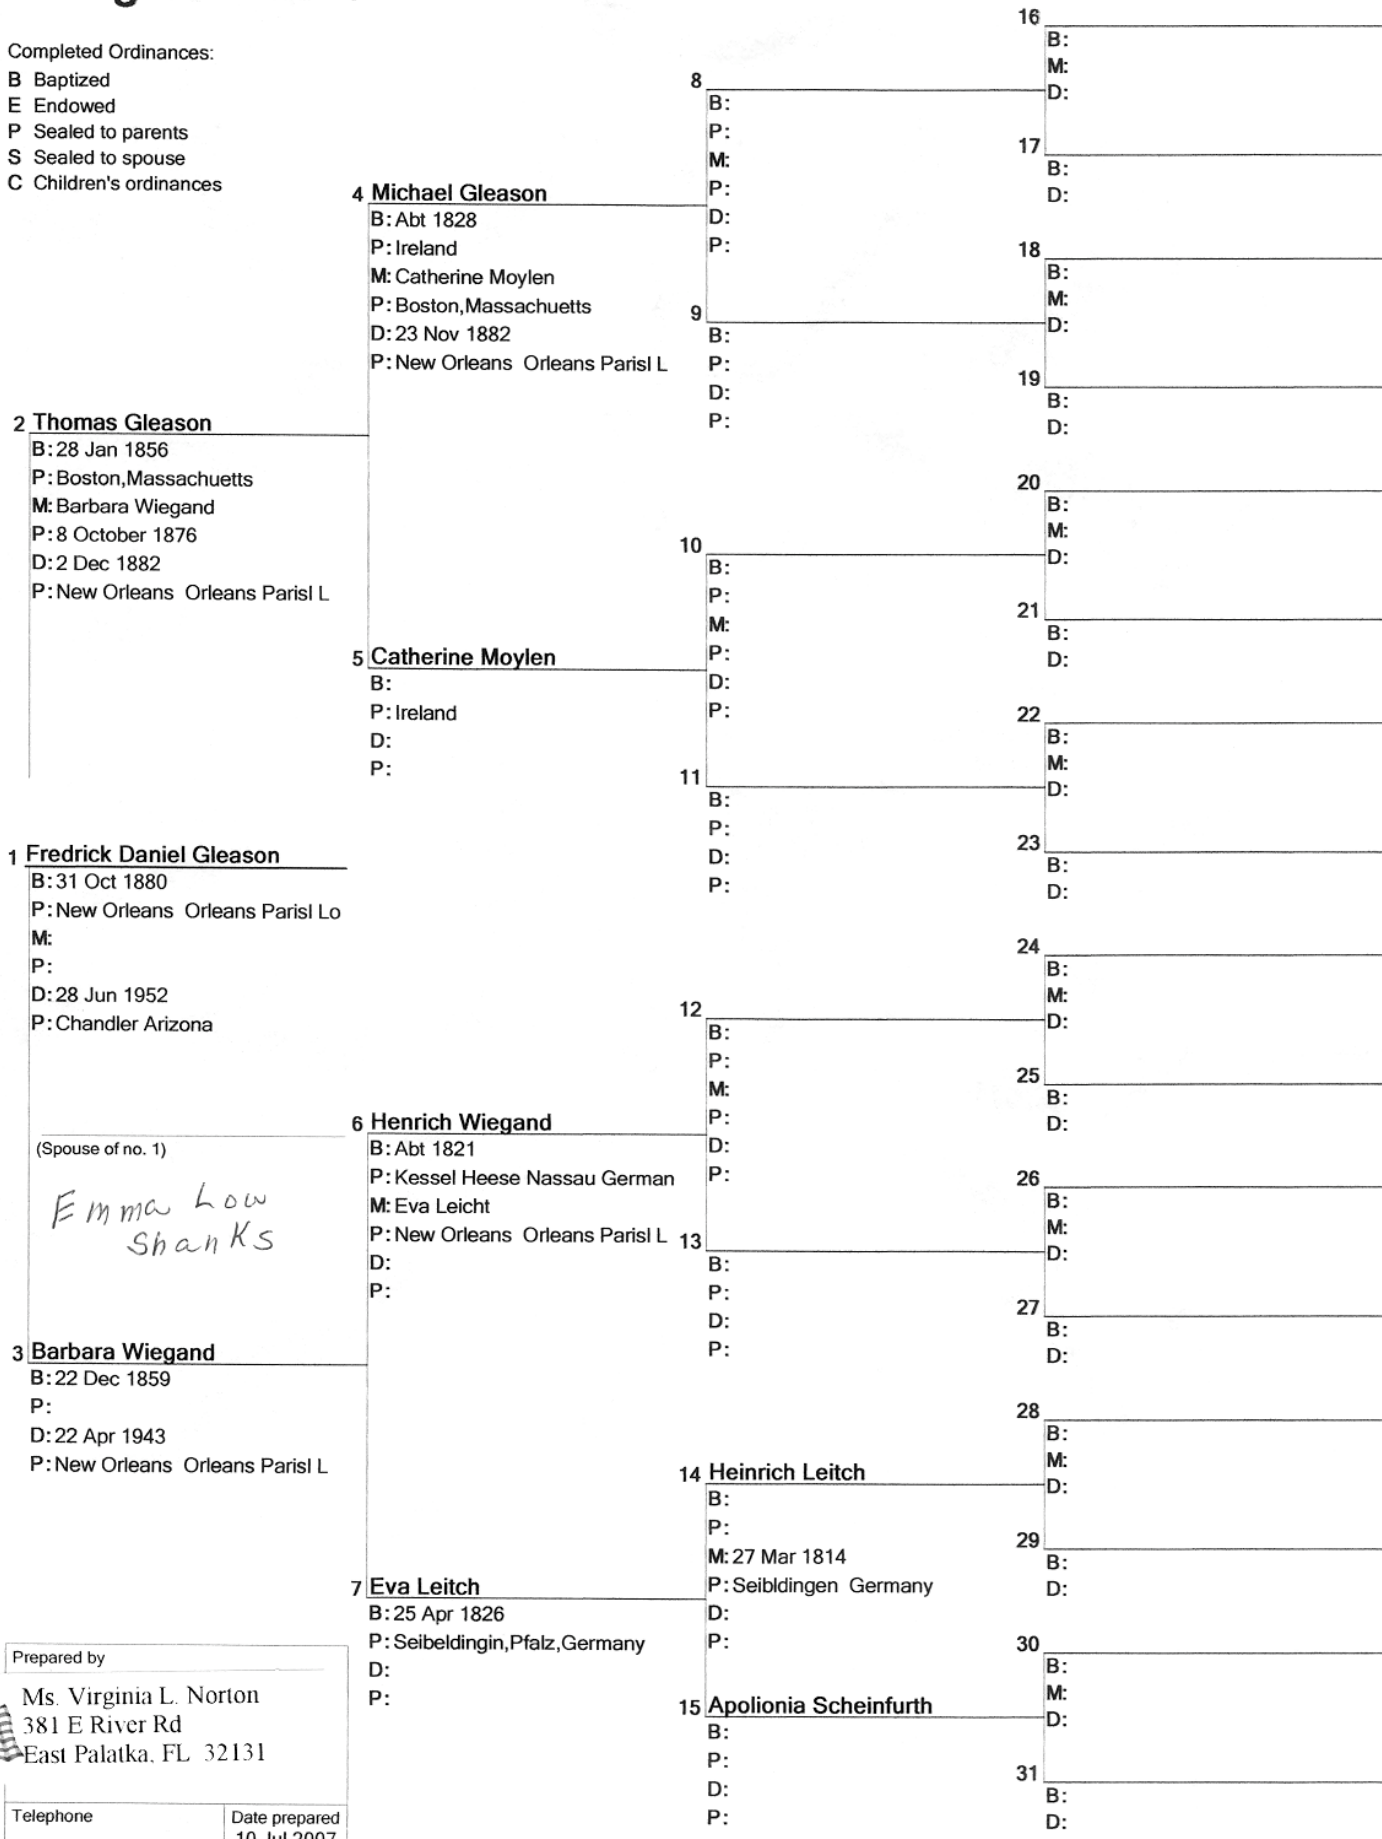 Completed Ordinances:
B Baptized
E Endowed
P Sealed to parents
S Sealed to spouse
C Children's ordinances
2 Thomas Gleason
B: 28 Jan 1856
P: Boston,Massachuetts
M: Barbara Wiegand
P: 8 October 1876
D: 2 Dec 1882
P: New Orleans Orleans Parisl L
1 Fredrick Daniel Gleason
B: 31 Oct 1880
P: New Orleans Orleans Parisl Lo
M:
P:
D: 28 Jun 1952
P: Chandler Arizona
(Spouse of no. 1)
Emma Low
Shanks
3 Barbara Wiegand
B: 22 Dec 1859
P:
D: 22 Apr 1943
P: New Orleans Orleans Parisl L
Prepared by
Ms. Virginia L. Norton
381 E River Rd
East Palatka, FL 32131
Telephone
Date prepared
10 Jul 2007
4 Michael Gleason
B: Abt 1828
P: Ireland
M: Catherine Moylen
P: Boston,Massachuetts
D: 23 Nov 1882
P: New Orleans Orleans Parisl L
5 Catherine Moylen
B:
P: Ireland
D:
P:
6 Henrich Wiegand
B: Abt 1821
P: Kessel Heese Nassau German
M: Eva Leicht
P: New Orleans Orleans Parisl L
D:
P:
7 Eva Leitch
B: 25 Apr 1826
P: Seibeldingin,Pfalz,Germany
D:
P:
8
B:
P:
M:
P:
D:
P:
9
B:
P:
D:
P:
10
B:
P:
M:
P:
D:
P:
11
B:
P:
D:
P:
12
B:
P:
M:
P:
D:
P:
13
B:
P:
D:
P:
14 Heinrich Leitch
B:
P:
M: 27 Mar 1814
P: Seibldingen Germany
D:
P:
15 Apolionia Scheinfurth
B:
P:
D:
P:
16
B:
M:
D:
17
B:
D:
18
B:
M:
D:
19
B:
D:
20
B:
M:
D:
21
B:
D:
22
B:
M:
D:
23
B:
D:
24
B:
M:
D:
25
B:
D:
26
B:
M:
D:
27
B:
D:
28
B:
M:
D:
29
B:
D:
30
B:
M:
D:
31
B:
D: